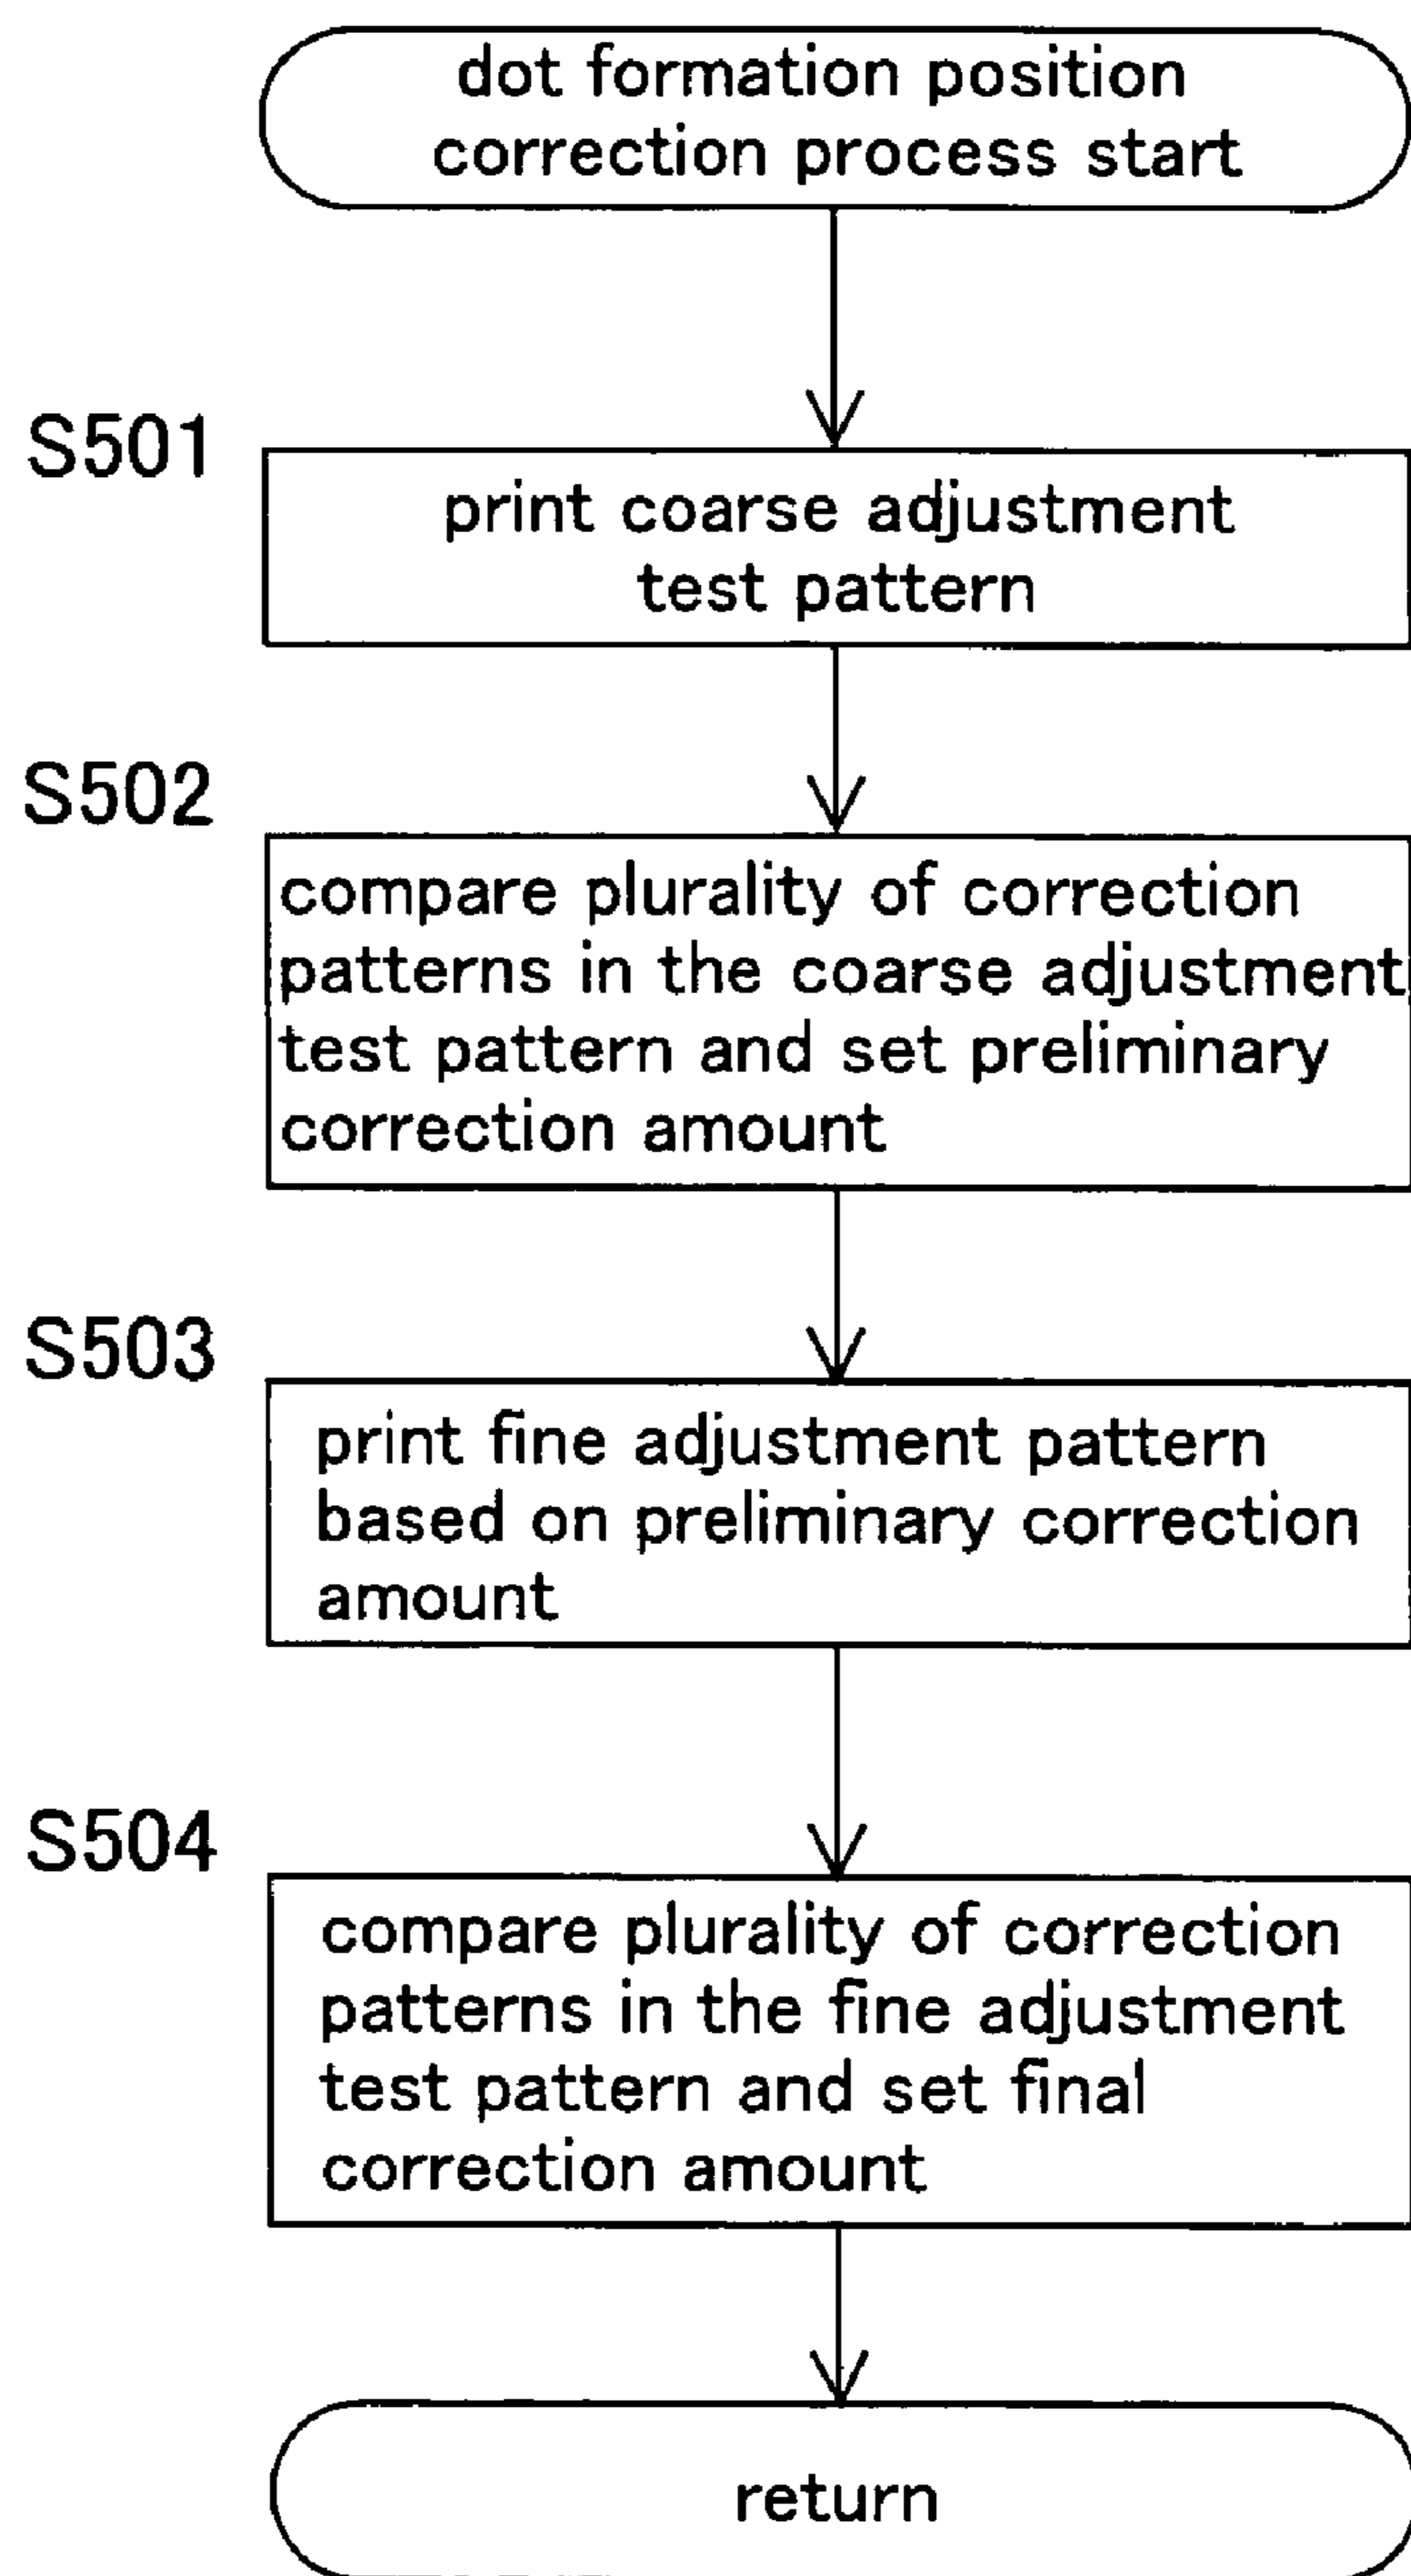 dot formation position
correction process start
S501
print coarse adjustment
test pattern
S502
compare plurality of correction
patterns in the coarse adjustment
test pattern and set preliminary
correction amount
S503
print fine adjustment pattern
based on preliminary correction
amount
S504
compare plurality of correction
patterns in the fine adjustment
test pattern and set final
correction amount
return